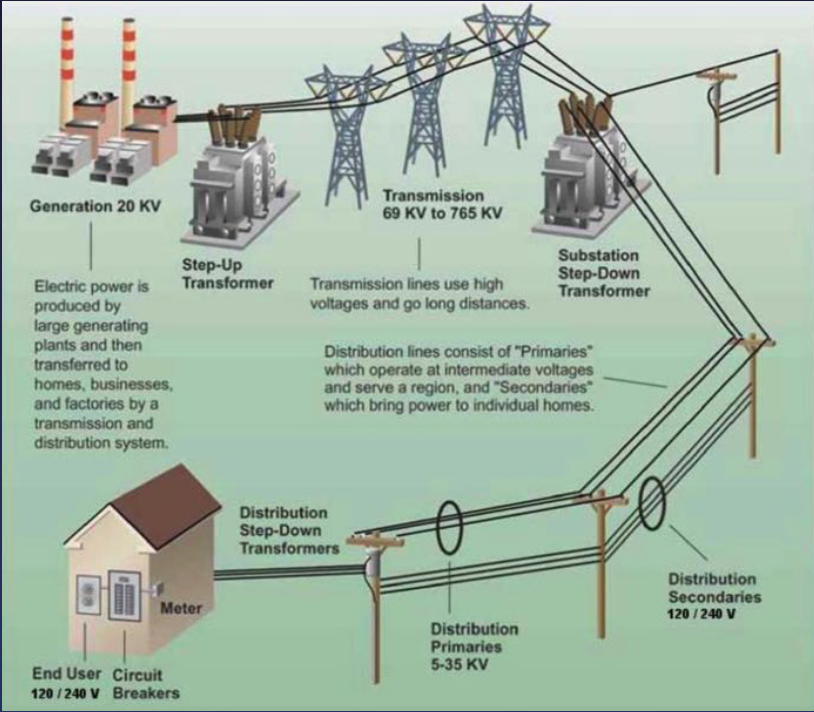 Generation 20 KV
Step-Up
Transformer
Transmission
69 KV to 765 KV
Substation
Step-Down
Transformer
Electric power is
produced by
large generating
plants and then
transferred to
homes, businesses,
and factories by a
transmission and
distribution system.
Transmission lines use high
voltages and go long distances.
Distribution lines consist of "Primaries"
which operate at intermediate voltages
and serve a region, and "Secondaries"
which bring power to individual homes.
Distribution
Step-Down
Transformers
Meter
Distribution
Primaries
5-35 KV
Distribution
Secondaries
120 / 240 V
End User
120 / 240 V
Circuit
Breakers